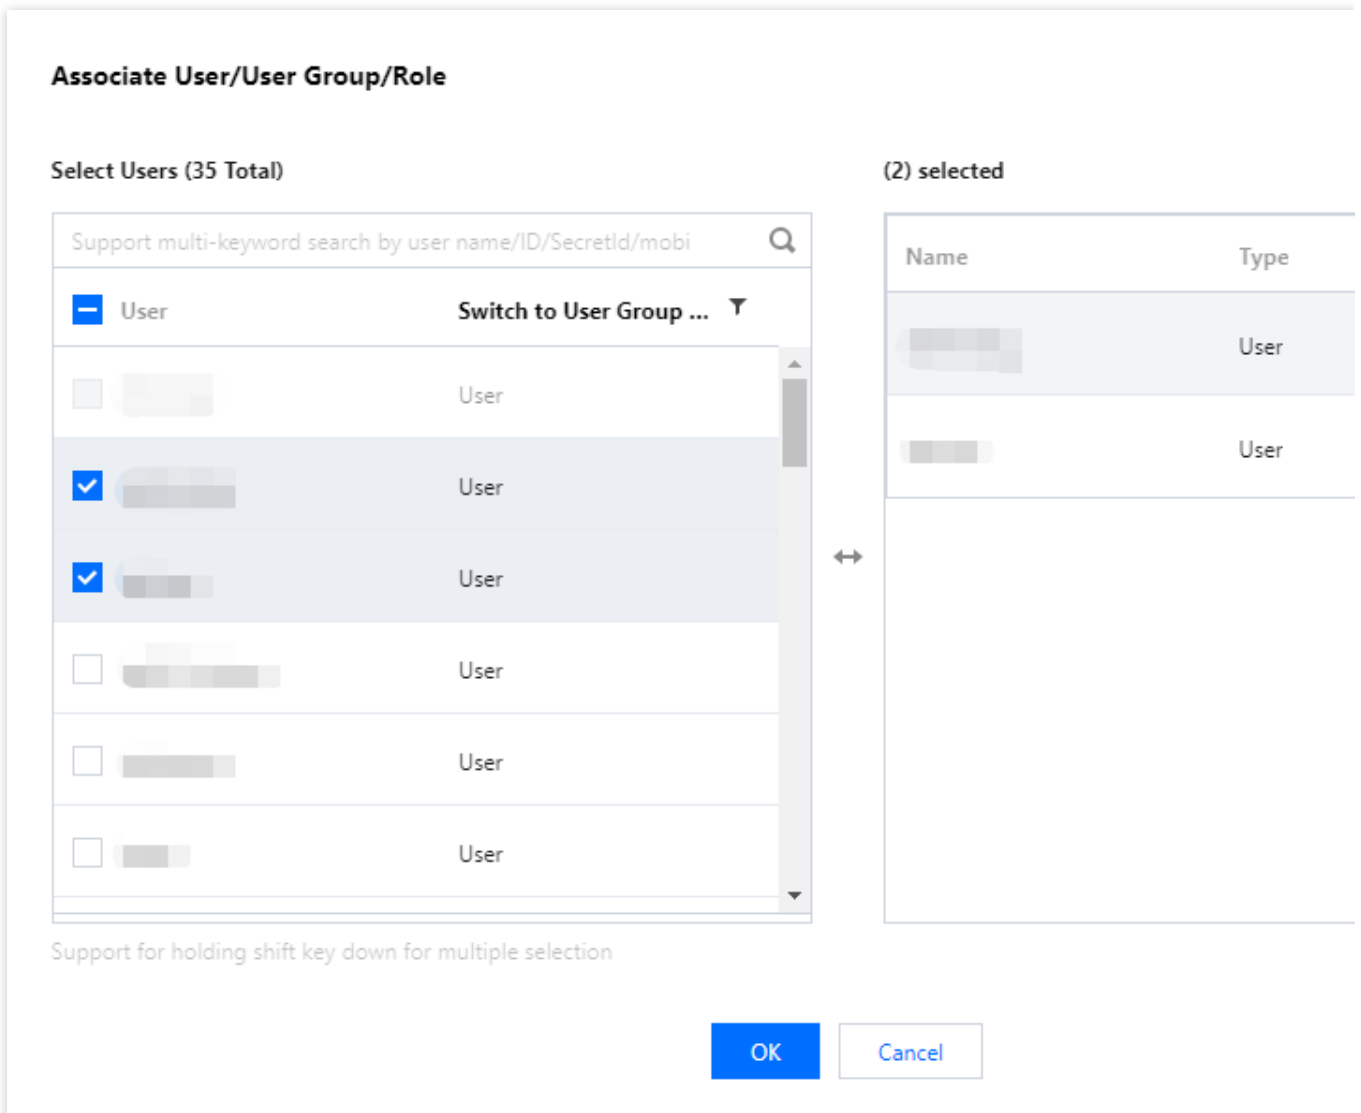 Associate User/User Group/Role
Select Users (35 Total)
Support multi-keyword search by user name/ID/SecretId/mobi
User Switch to User Group ...
User
User
User
User
User
User
Support for holding shift key down for multiple selection
(2) selected
Name Type
User
User
OK Cancel